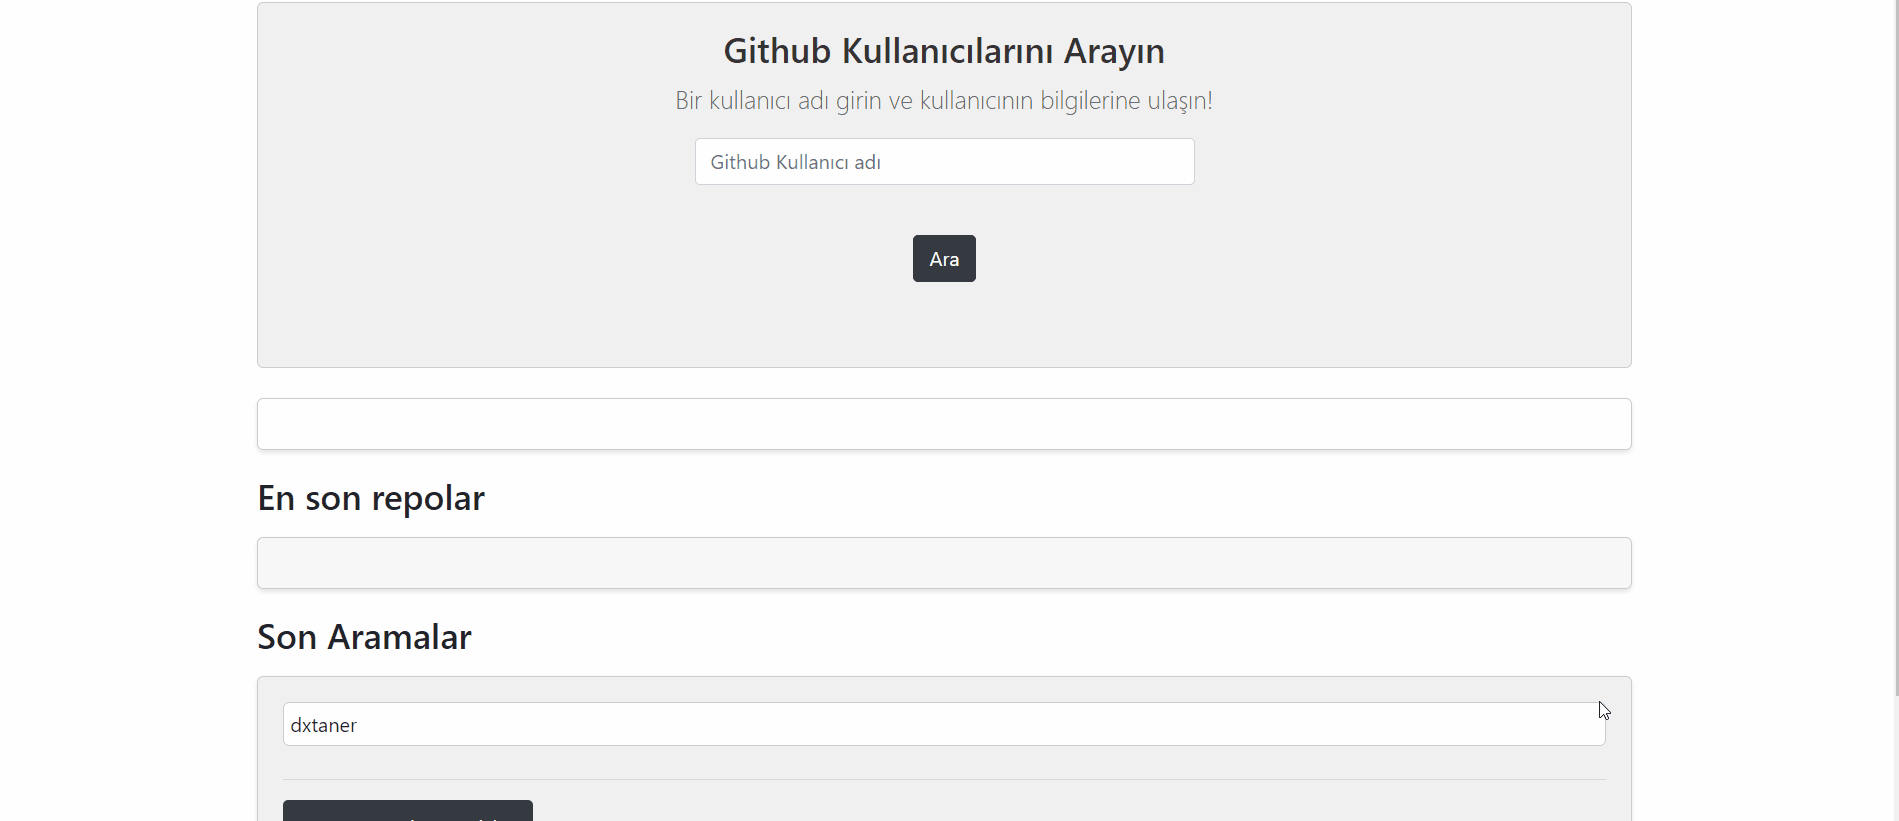 Github Kullanıcılarını Arayın
Bir kullanıcı adı girin ve kullanıcının bilgilerine ulaşın!
Github Kullanıcı adı
Ara
En son repolar
Son Aramalar
dxtaner